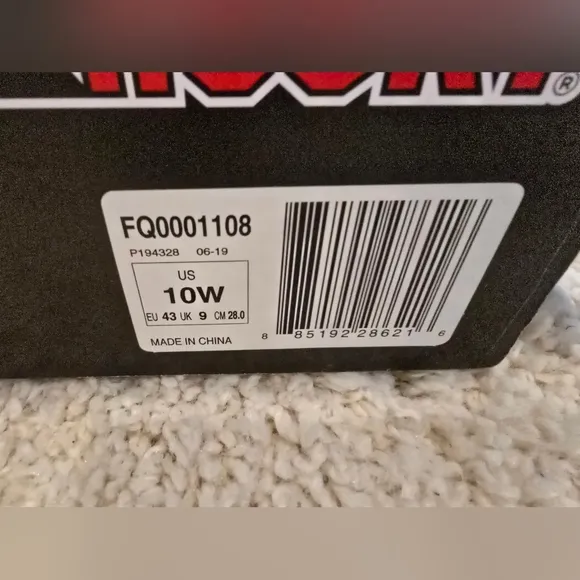 ®
FQ0001108
P194328 06-19
US
10W
EU 43 UK 9 CM 28.0
MADE IN CHINA
8 85192 28621 6